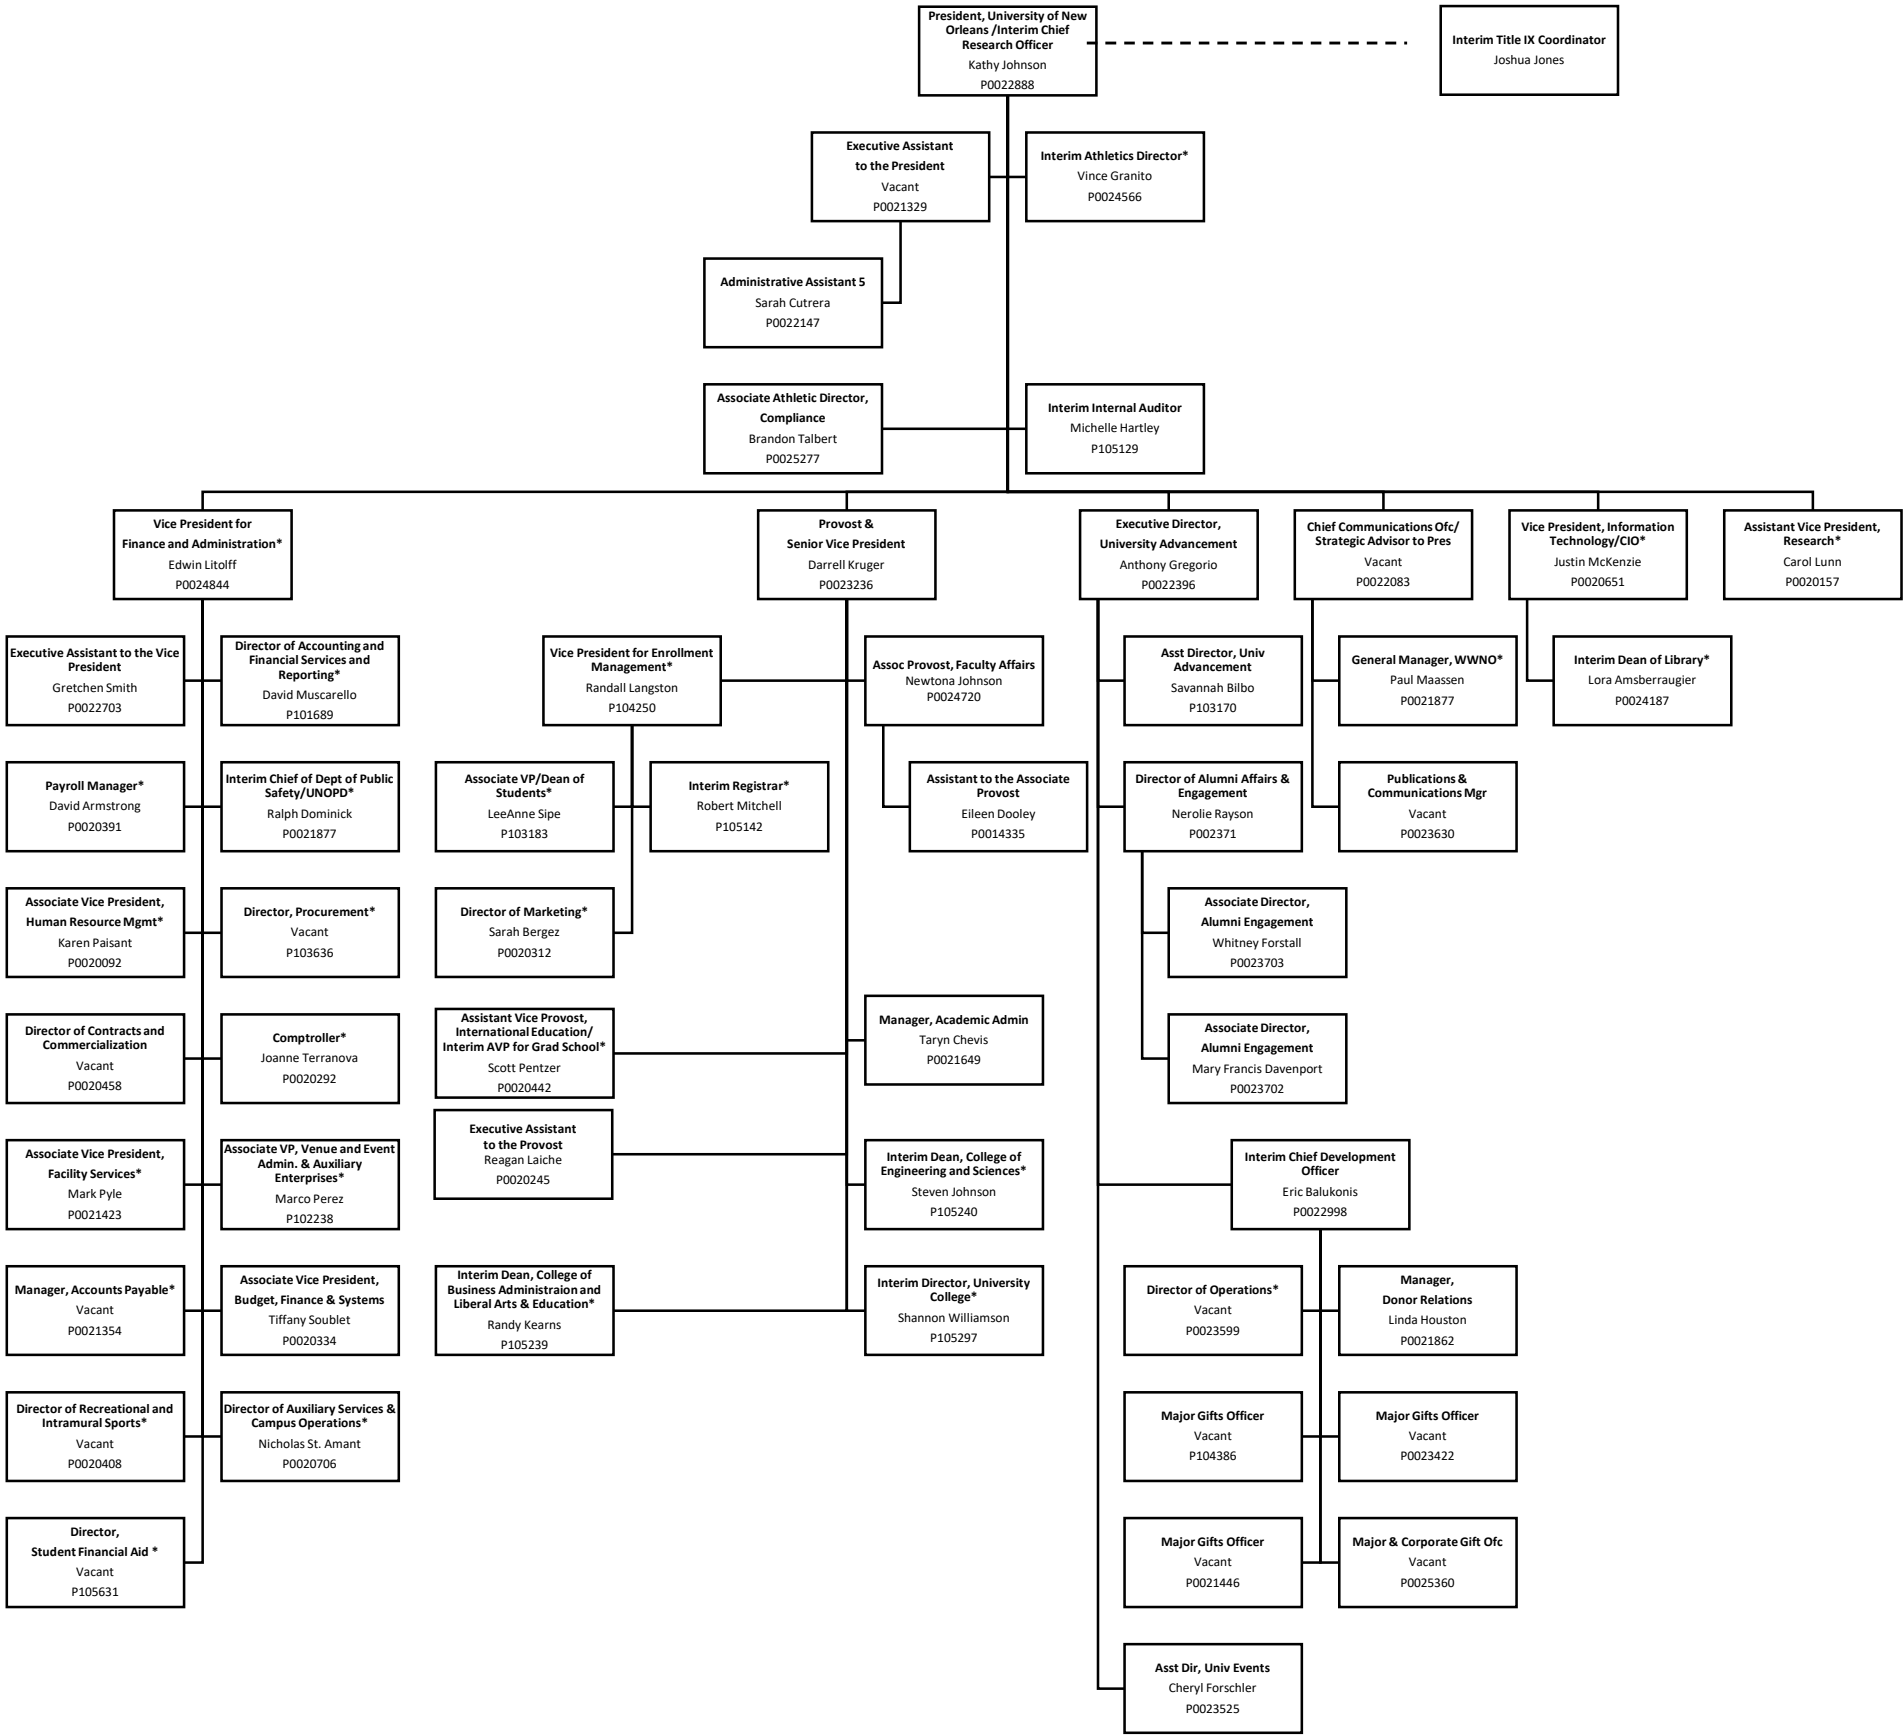 President, University of New
Orleans /Interim Chief
Research Officer
Kathy Johnson
P0022888
Interim Title IX Coordinator
Joshua Jones
Executive Assistant
to the President
Vacant
P0021329
Interim Athletics Director*
Vince Granito
P0024566
Administrative Assistant 5
Sarah Cutrera
P0022147
Associate Athletic Director,
Compliance
Brandon Talbert
P0025277
Interim Internal Auditor
Michelle Hartley
P105129
Vice President for
Finance and Administration*
Edwin Litolff
P0024844
Provost &
Senior Vice President
Darrell Kruger
P0023236
Executive Director,
University Advancement
Anthony Gregorio
P0022396
Chief Communications Ofc/
Strategic Advisor to Pres
Vacant
P0022083
Vice President, Information
Technology/CIO*
Justin McKenzie
P0020651
Assistant Vice President,
Research*
Carol Lunn
P0020157
Executive Assistant to the Vice
President
Gretchen Smith
P0022703
Director of Accounting and
Financial Services and
Reporting*
David Muscarello
P101689
Vice President for Enrollment
Management*
Randall Langston
P104250
Assoc Provost, Faculty Affairs
Newtona Johnson
P0024720
Asst Director, Univ
Advancement
Savannah Bilbo
P103170
General Manager, WWNO*
Paul Maassen
P0021877
Interim Dean of Library*
Lora Amsberraugier
P0024187
Payroll Manager*
David Armstrong
P0020391
Interim Chief of Dept of Public
Safety/UNOPD*
Ralph Dominick
P0021877
Associate VP/Dean of
Students*
LeeAnne Sipe
P103183
Interim Registrar*
Robert Mitchell
P105142
Assistant to the Associate
Provost
Eileen Dooley
P0014335
Director of Alumni Affairs &
Engagement
Nerolie Rayson
P002371
Publications &
Communications Mgr
Vacant
P0023630
Associate Vice President,
Human Resource Mgmt*
Karen Paisant
P0020092
Director, Procurement*
Vacant
P103636
Director of Marketing*
Sarah Bergez
P0020312
Associate Director,
Alumni Engagement
Whitney Forstall
P0023703
Director of Contracts and
Commercialization
Vacant
P0020458
Comptroller*
Joanne Terranova
P0020292
Assistant Vice Provost,
International Education/
Interim AVP for Grad School*
Scott Pentzer
P0020442
Manager, Academic Admin
Taryn Chevis
P0021649
Associate Director,
Alumni Engagement
Mary Francis Davenport
P0023702
Executive Assistant
to the Provost
Reagan Laiche
P0020245
Associate Vice President,
Facility Services*
Mark Pyle
P0021423
Associate VP, Venue and Event
Admin. & Auxiliary
Enterprises*
Marco Perez
P102238
Interim Dean, College of
Engineering and Sciences*
Steven Johnson
P105240
Interim Chief Development
Officer
Eric Balukonis
P0022998
Manager, Accounts Payable*
Vacant
P0021354
Associate Vice President,
Budget, Finance & Systems
Tiffany Soublet
P0020334
Interim Dean, College of
Business Administraion and
Liberal Arts & Education*
Randy Kearns
P105239
Interim Director, University
College*
Shannon Williamson
P105297
Director of Operations*
Vacant
P0023599
Manager,
Donor Relations
Linda Houston
P0021862
Director of Recreational and
Intramural Sports*
Vacant
P0020408
Director of Auxiliary Services &
Campus Operations*
Nicholas St. Amant
P0020706
Major Gifts Officer
Vacant
P104386
Major Gifts Officer
Vacant
P0023422
Director,
Student Financial Aid *
Vacant
P105631
Major Gifts Officer
Vacant
P0021446
Major & Corporate Gift Ofc
Vacant
P0025360
Asst Dir, Univ Events
Cheryl Forschler
P0023525